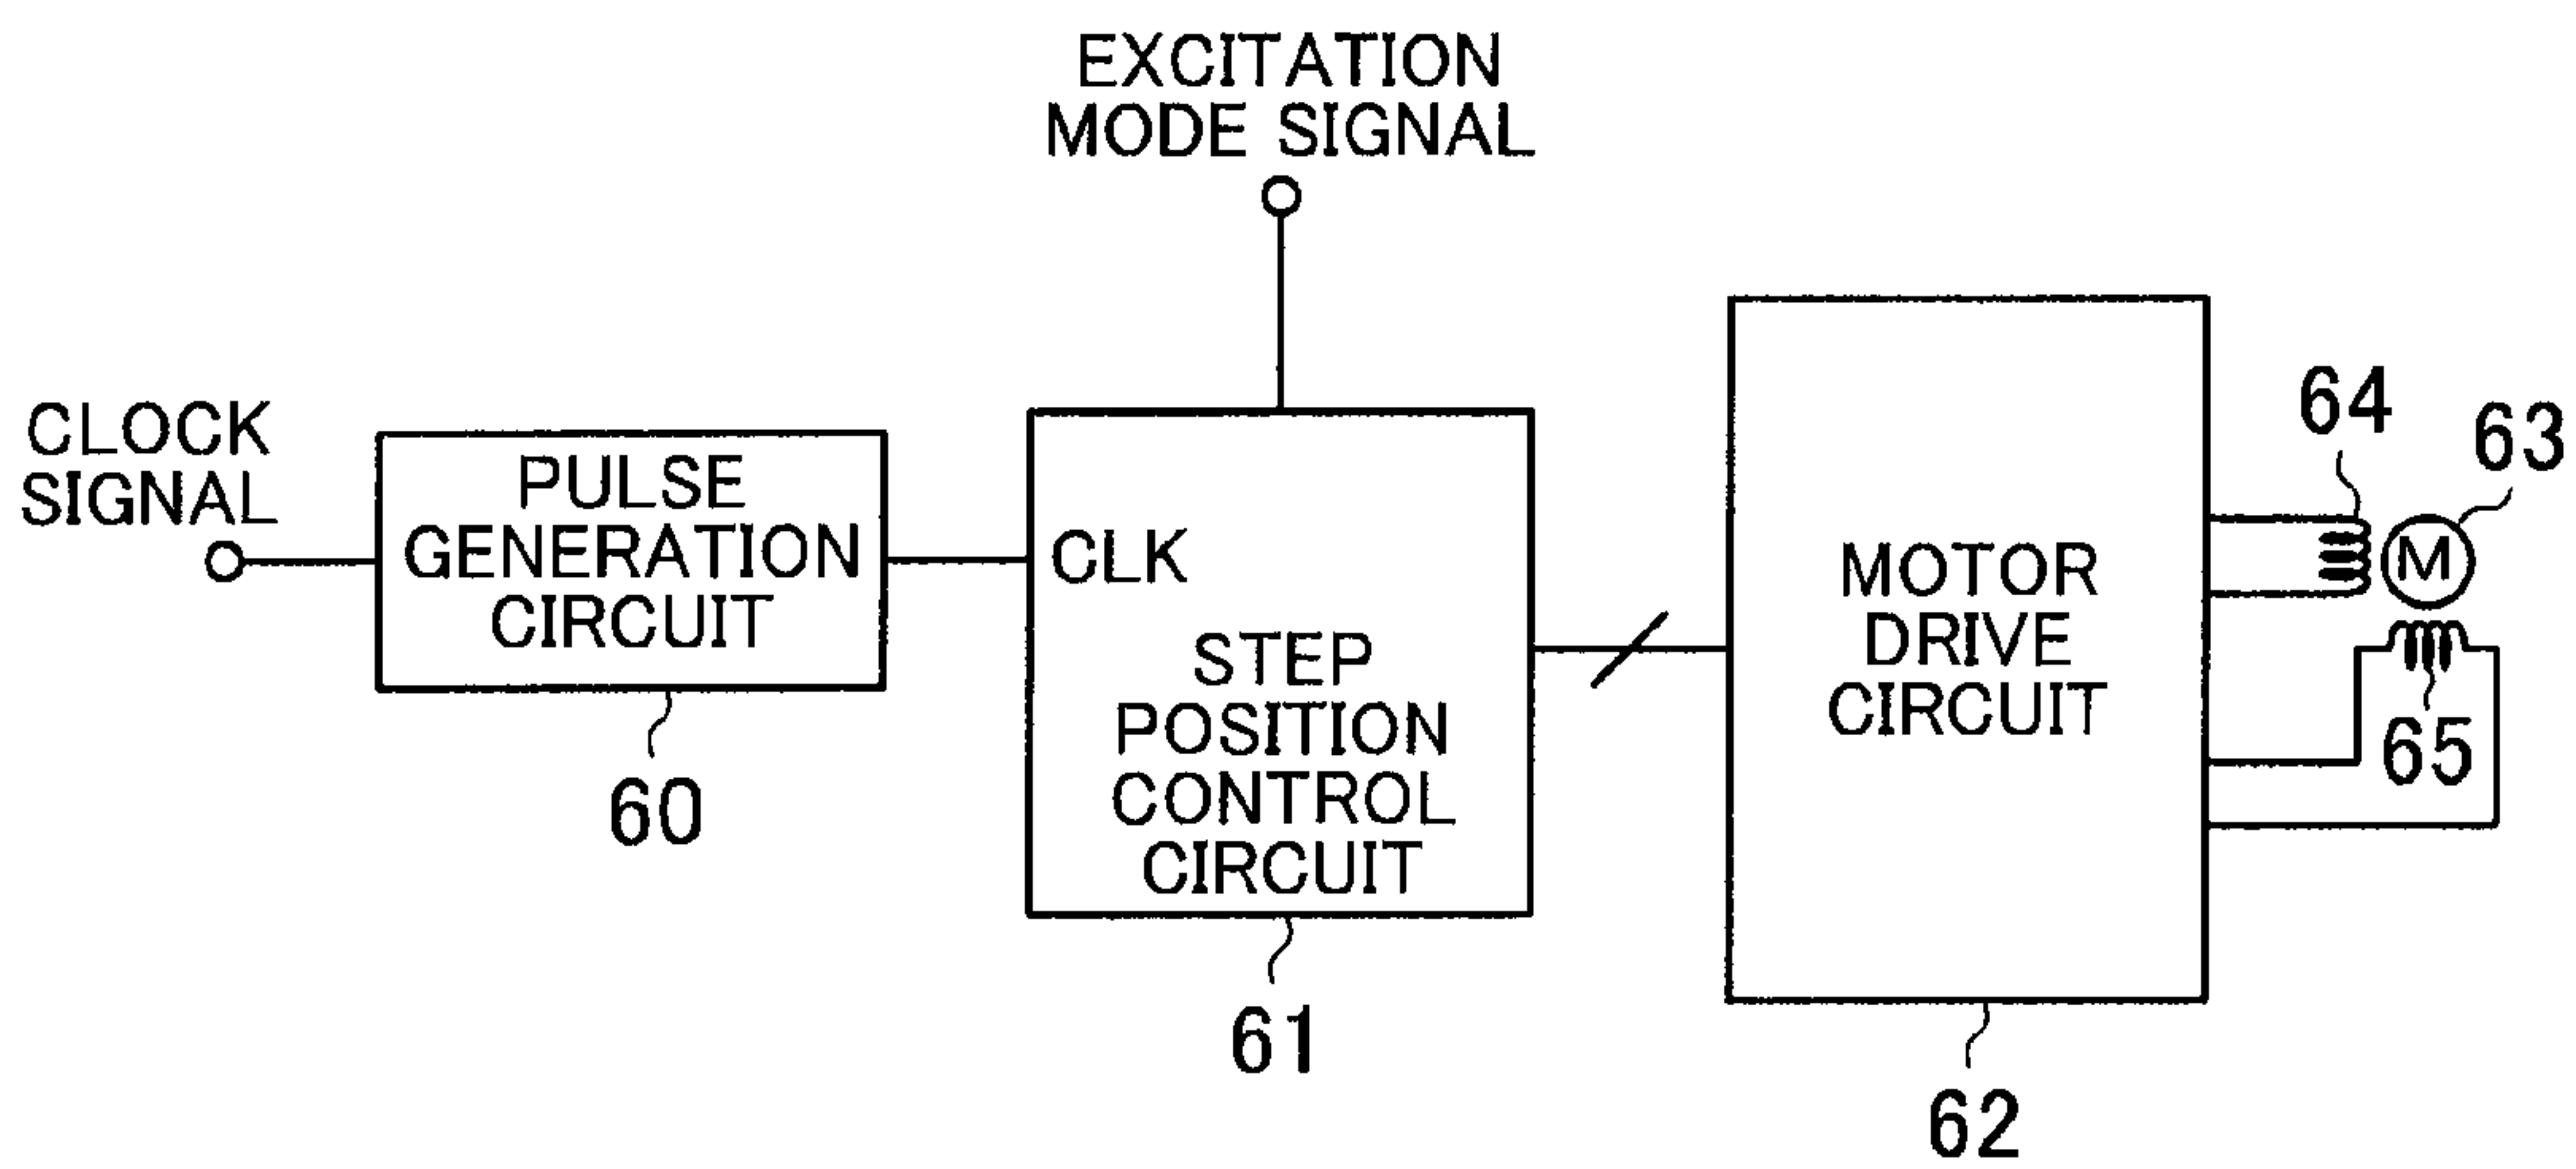 EXCITATION
MODE SIGNAL
CLOCK
SIGNAL
PULSE
GENERATION
CIRCUIT
60
CLK
STEP
POSITION
CONTROL
CIRCUIT
61
MOTOR
DRIVE
CIRCUIT
62
64
63
M
65